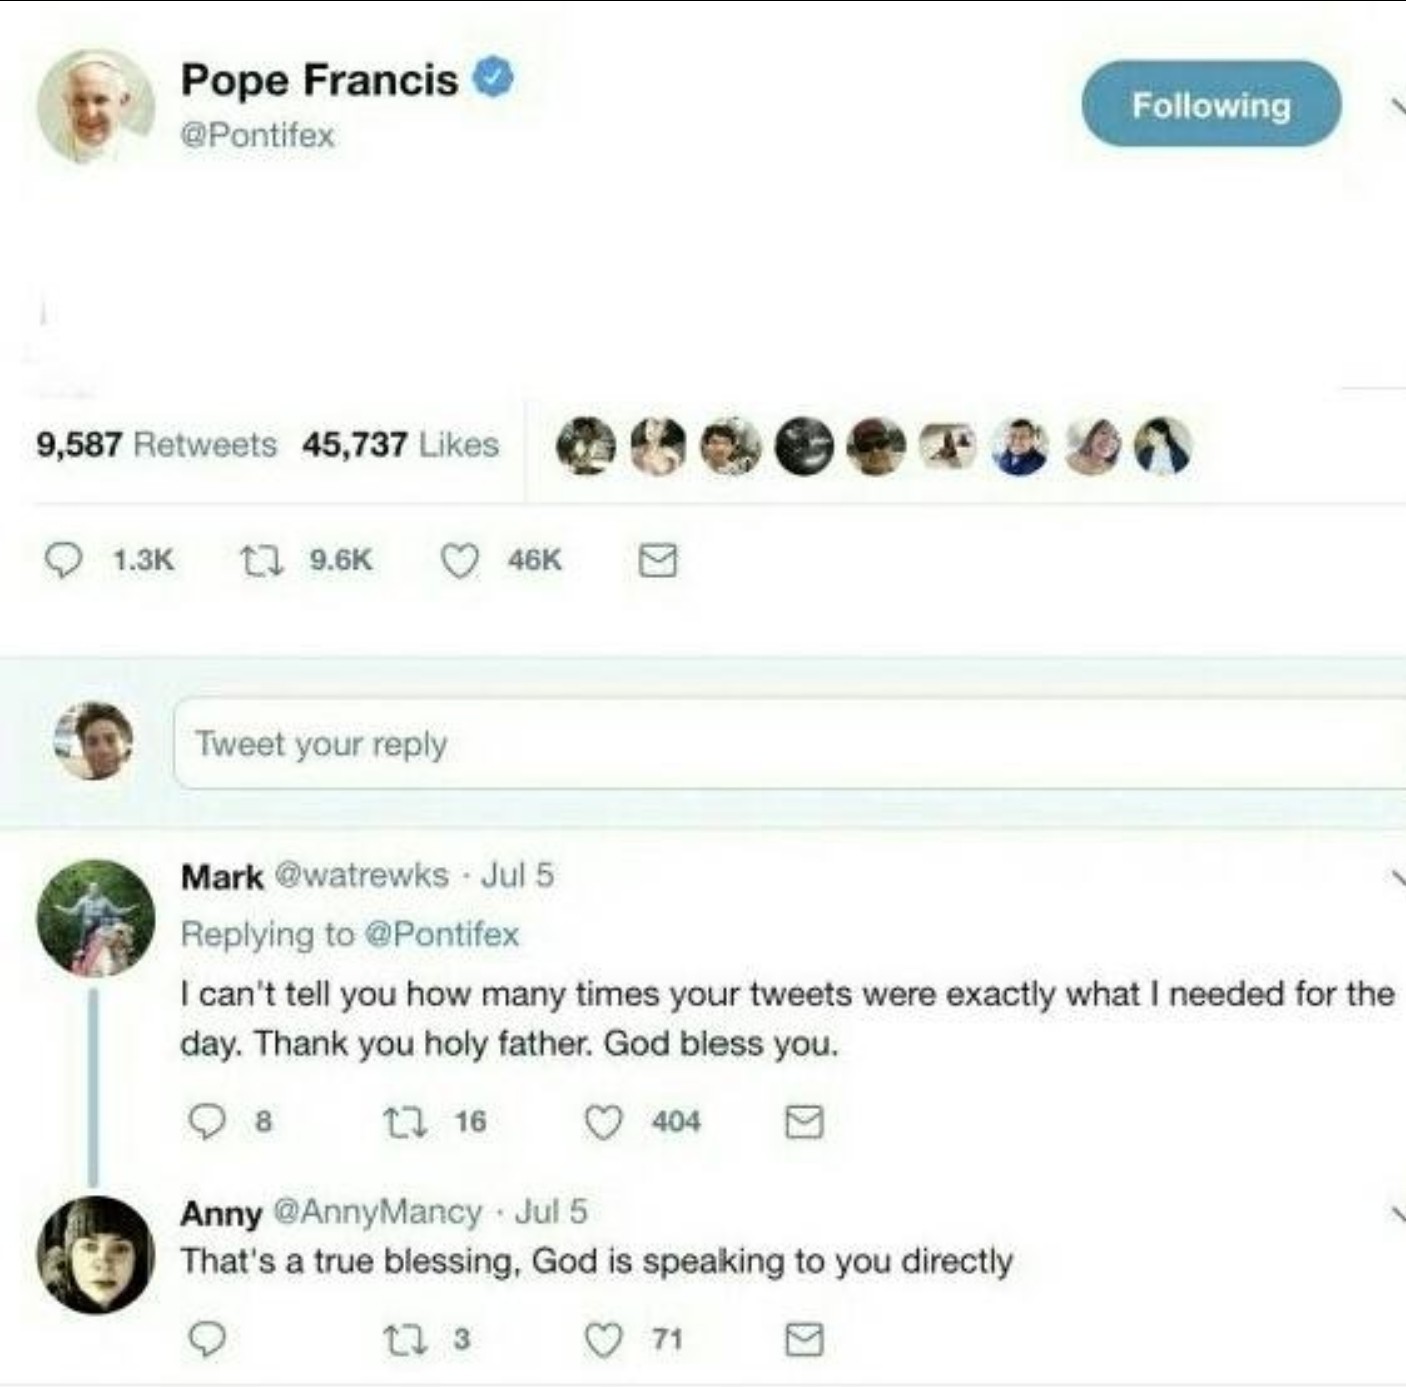 Pope Francis
@Pontifex
Following
9,587 Retweets 45,737 Likes
1.3K 9.6K 46K
Tweet your reply
Mark @watrewks · Jul 5
Replying to @Pontifex
I can't tell you how many times your tweets were exactly what I needed for the
day. Thank you holy father. God bless you.
8 16 404
Anny @AnnyMancy · Jul 5
That's a true blessing, God is speaking to you directly
3 71